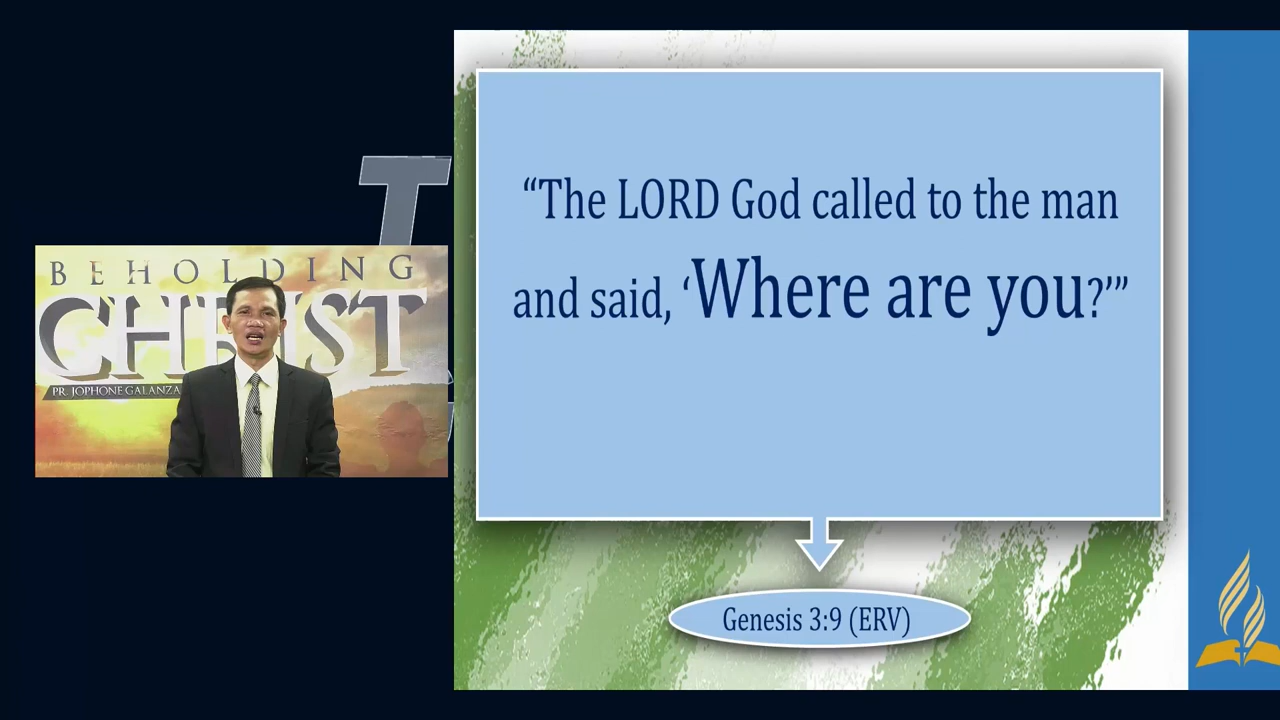 BEHOLDING
CHRIST
PR. JOPHONE GALANZA
“The LORD God called to the man
and said, ‘Where are you?’”
Genesis 3:9 (ERV)